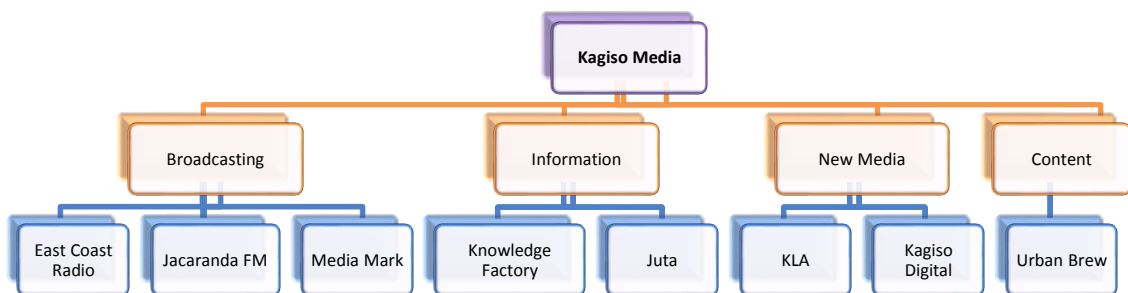 Kagiso Media
Broadcasting
Information
New Media
Content
East Coast
Radio
Jacaranda FM
Media Mark
Knowledge
Factory
Juta
KLA
Kagiso
Digital
Urban Brew